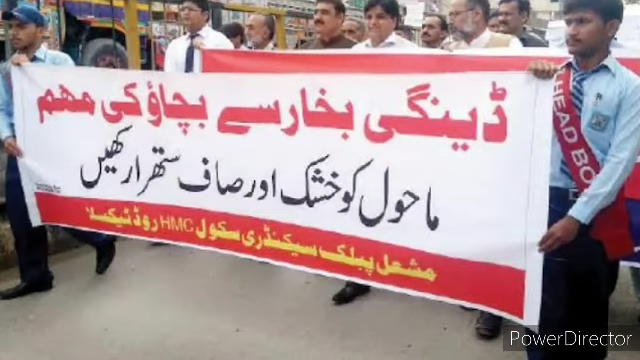 ڈینگی بخار سے بچاؤ کی مہم
ماحول کو خشک اور صاف ستھرا رکھیں
مشعل پبلک سیکنڈری سکول HMC روڈ ٹیکسلا
HEAD BO
PowerDirector